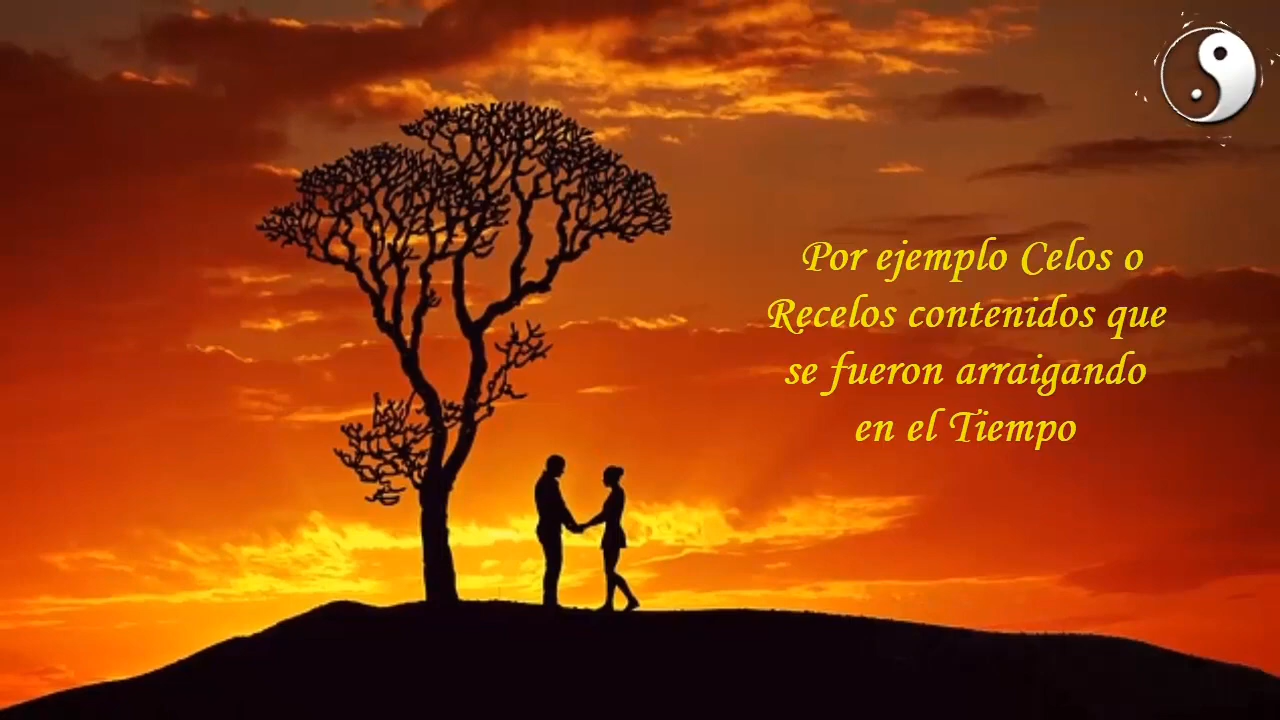 Por ejemplo Celos o
Recelos contenidos que
se fueron arraigando
en el Tiempo